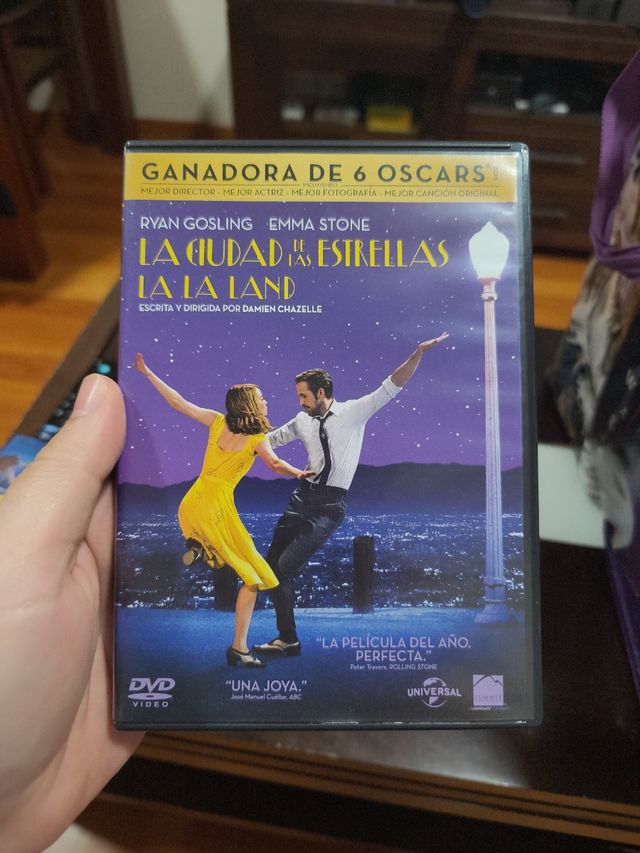 GANADORA DE 6 OSCARS
INCLUYENDO
MEJOR DIRECTOR - MEJOR ACTRIZ - MEJOR FOTOGRAFÍA - MEJOR CANCIÓN ORIGINAL
RYAN GOSLING EMMA STONE
LA CIUDAD DE LAS ESTRELLAS
LA LA LAND
ESCRITA Y DIRIGIDA POR DAMIEN CHAZELLE
"LA PELÍCULA DEL AÑO.
PERFECTA."
Peter Travers, ROLLING STONE
"UNA JOYA."
José Manuel Cuéllar, ABC
DVD
VIDEO
UNIVERSAL
SUMMIT